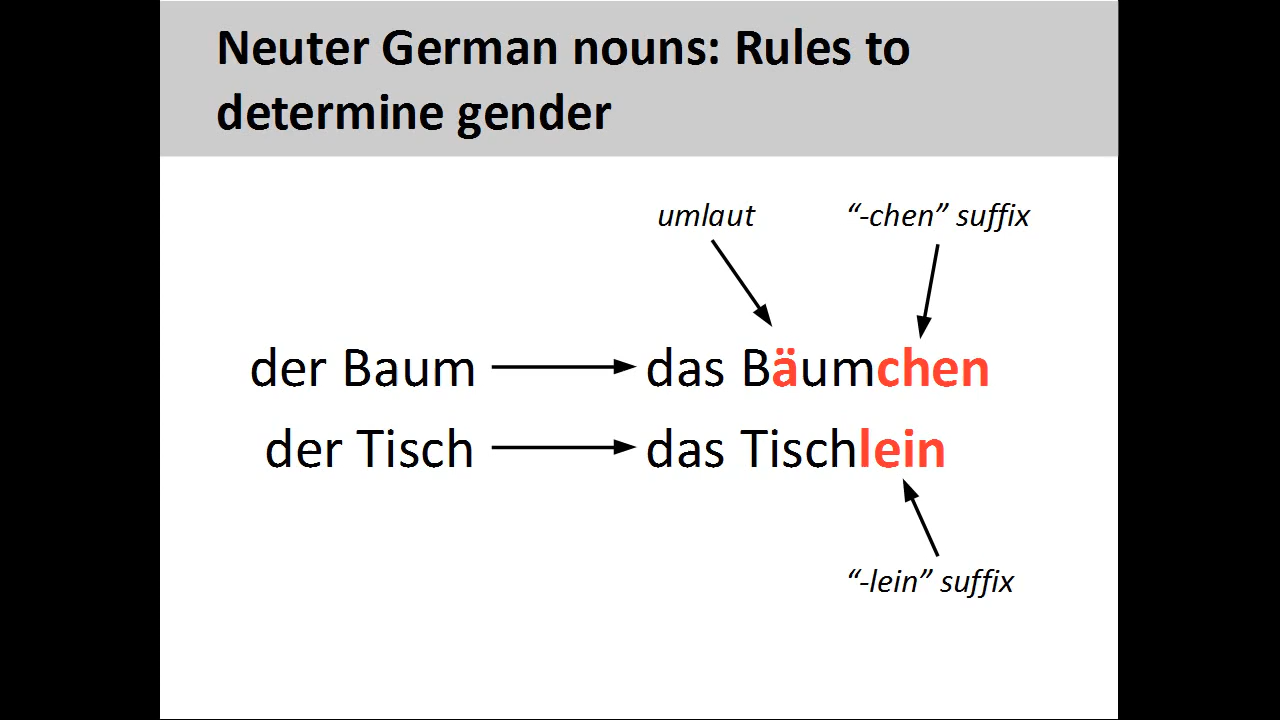 Neuter German nouns: Rules to
determine gender
umlaut “-chen” suffix
der Baum das Bäumchen
der Tisch das Tischlein
“-lein” suffix